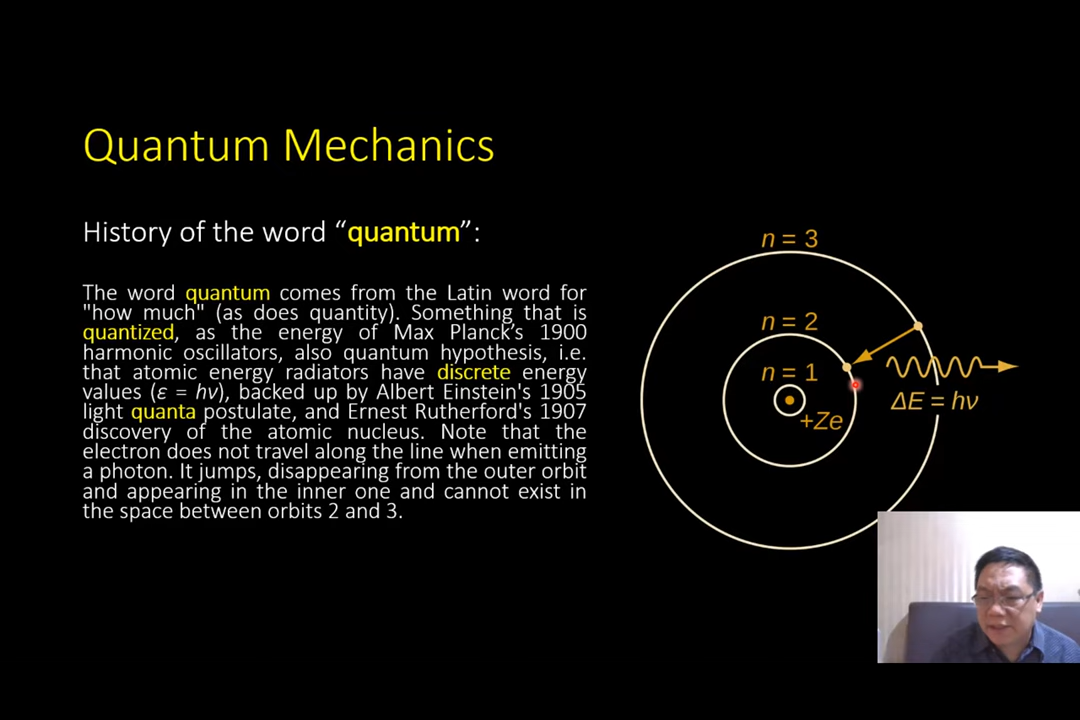 Quantum Mechanics
History of the word “quantum”:
The word quantum comes from the Latin word for
"how much" (as does quantity). Something that is
quantized, as the energy of Max Planck’s 1900
harmonic oscillators, also quantum hypothesis, i.e.
that atomic energy radiators have discrete energy
values (ε = hν), backed up by Albert Einstein's 1905
light quanta postulate, and Ernest Rutherford's 1907
discovery of the atomic nucleus. Note that the
electron does not travel along the line when emitting
a photon. It jumps, disappearing from the outer orbit
and appearing in the inner one and cannot exist in
the space between orbits 2 and 3.
n = 3
n = 2
n = 1
+Ze
ΔE = hν